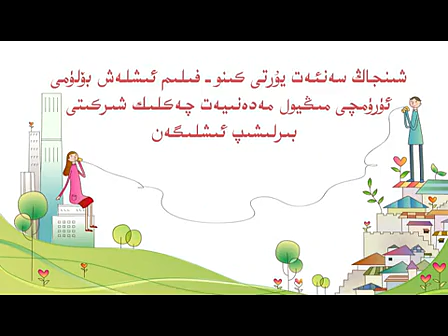 شىنجاڭ سەنئەت يۇرتى كىنو - فىلىم ئىشلەش بۆلۈمى
ئۈرۈمچى مىڭيول مەدەنىيەت چەكلىك شىركىتى
بىرلىشىپ ئىشلىگەن